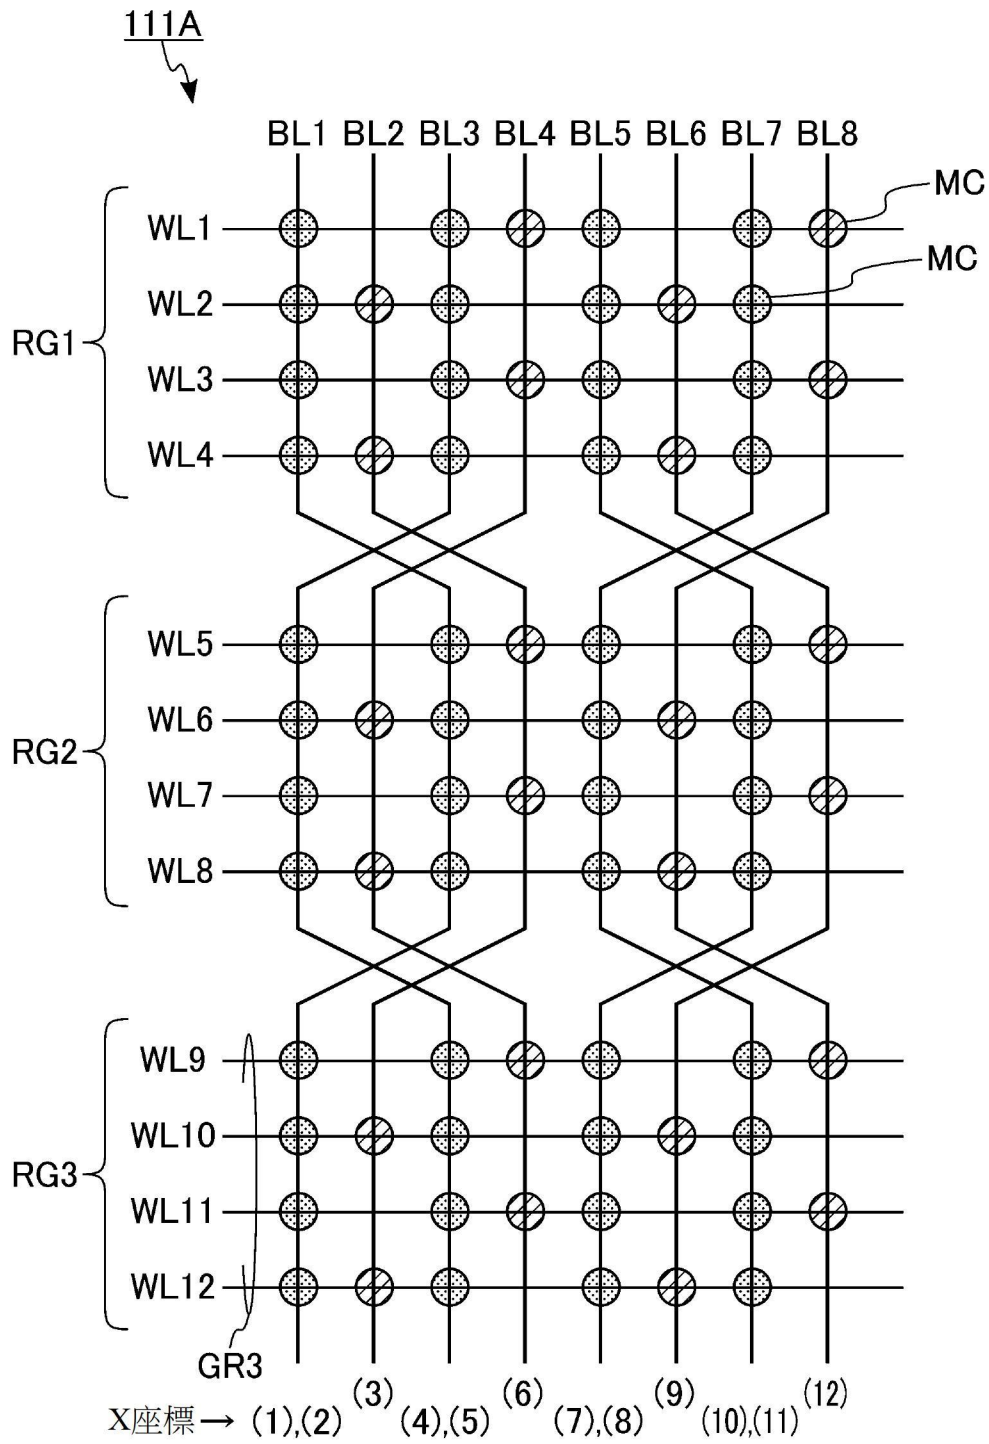 111A
BL1 BL2 BL3 BL4 BL5 BL6 BL7 BL8
MC
WL1
MC
WL2
RG1
WL3
WL4
WL5
WL6
RG2
WL7
WL8
WL9
WL10
RG3
WL11
WL12
GR3
(3) (6) (9) (12)
X座標→ (1),(2) (4),(5) (7),(8) (10),(11)